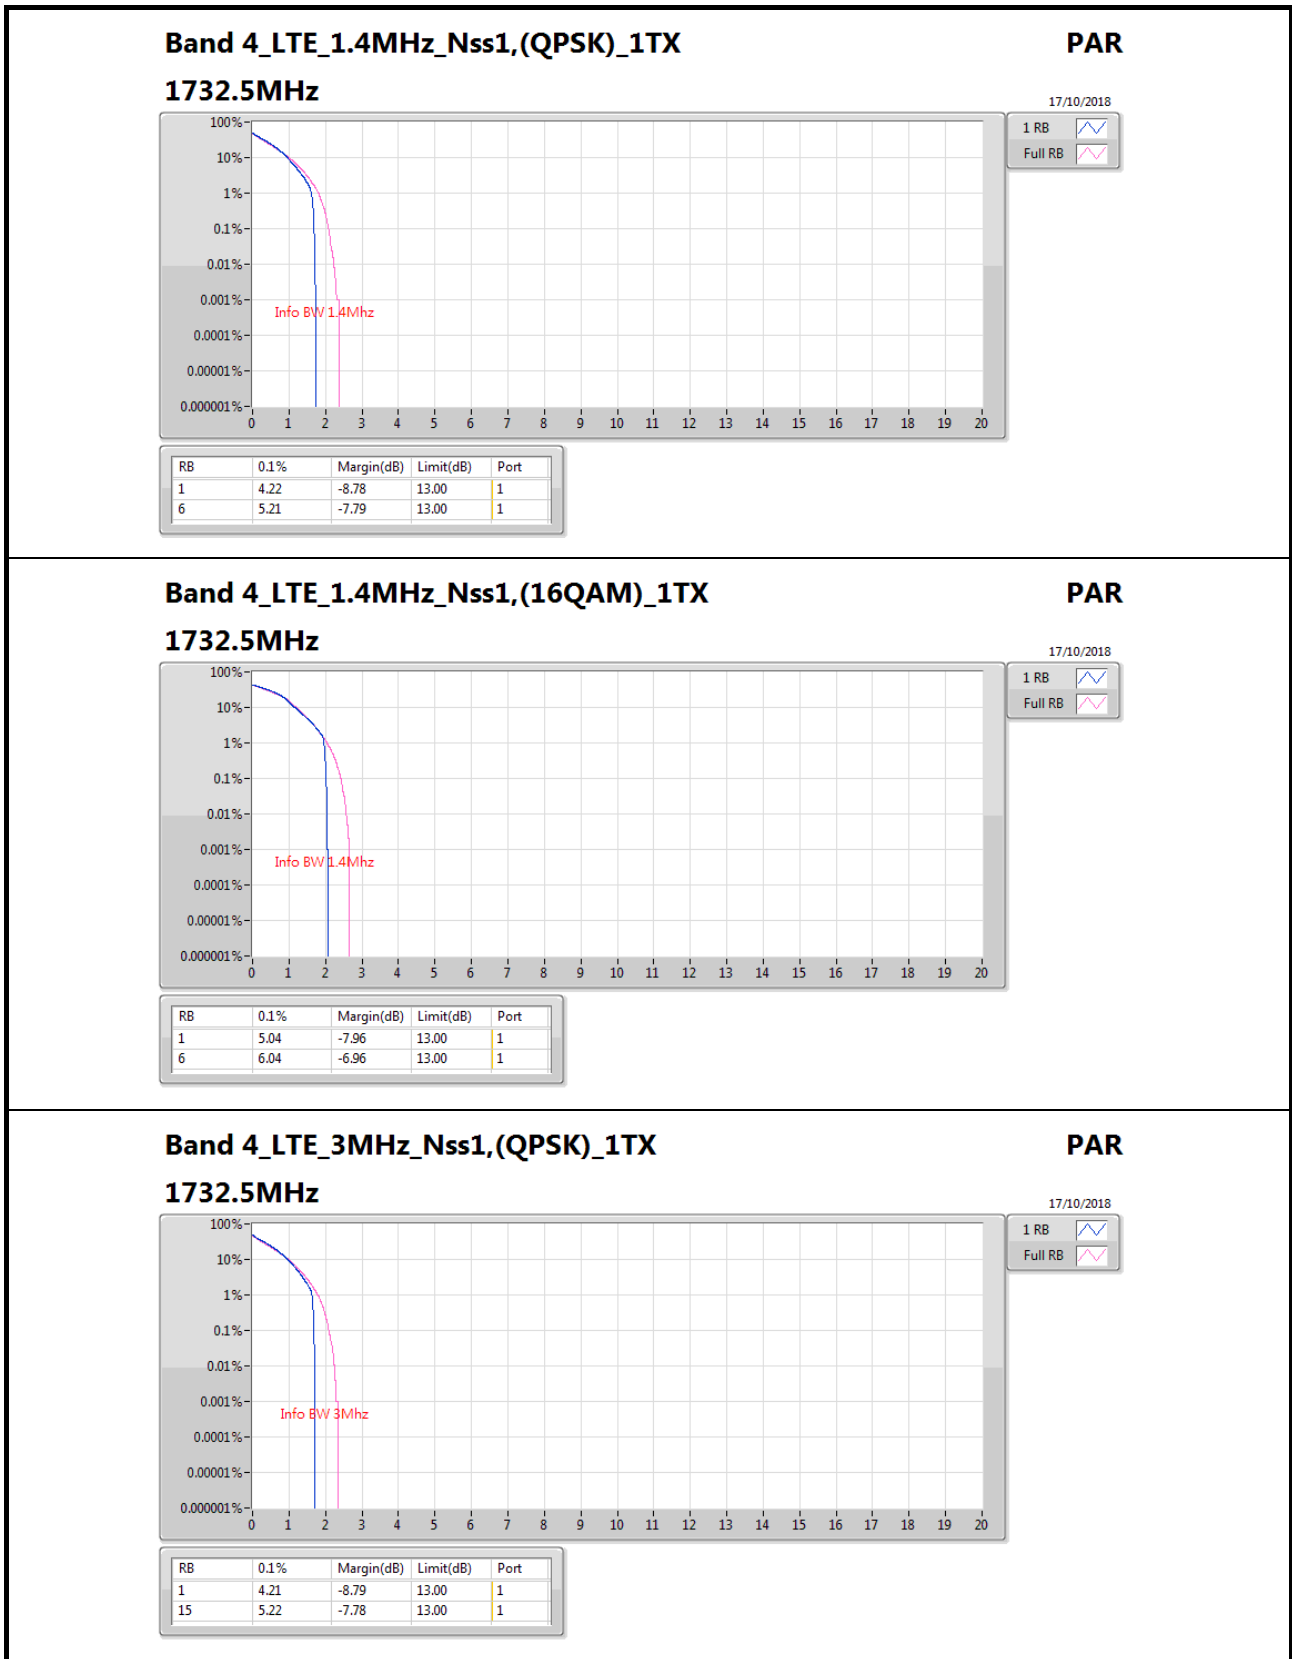 Band 4_LTE_1.4MHz_Nss1,(QPSK)_1TX PAR
1732.5MHz
17/10/2018
1 RB
Full RB
100%
10%
1%
0.1%
0.01%
0.001%
0.0001%
0.00001%
0.000001%
Info BW 1.4Mhz
0 1 2 3 4 5 6 7 8 9 10 11 12 13 14 15 16 17 18 19 20
RB 0.1% Margin(dB) Limit(dB) Port
1 4.22 -8.78 13.00 1
6 5.21 -7.79 13.00 1
Band 4_LTE_1.4MHz_Nss1,(16QAM)_1TX PAR
1732.5MHz
17/10/2018
1 RB
Full RB
100%
10%
1%
0.1%
0.01%
0.001%
0.0001%
0.00001%
0.000001%
Info BW 1.4Mhz
0 1 2 3 4 5 6 7 8 9 10 11 12 13 14 15 16 17 18 19 20
RB 0.1% Margin(dB) Limit(dB) Port
1 5.04 -7.96 13.00 1
6 6.04 -6.96 13.00 1
Band 4_LTE_3MHz_Nss1,(QPSK)_1TX PAR
1732.5MHz
17/10/2018
1 RB
Full RB
100%
10%
1%
0.1%
0.01%
0.001%
0.0001%
0.00001%
0.000001%
Info BW 3Mhz
0 1 2 3 4 5 6 7 8 9 10 11 12 13 14 15 16 17 18 19 20
RB 0.1% Margin(dB) Limit(dB) Port
1 4.21 -8.79 13.00 1
15 5.22 -7.78 13.00 1